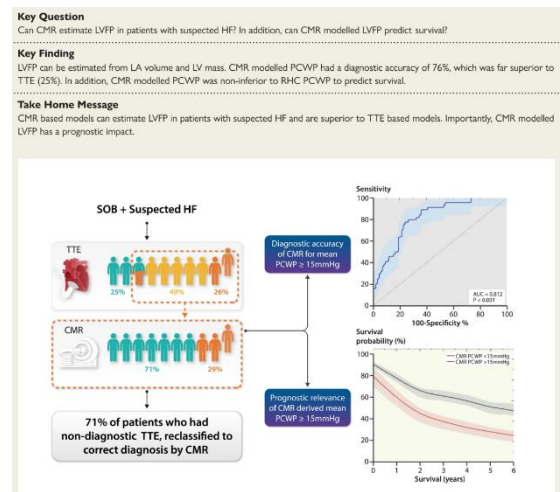 Key Question
Can CMR estimate LVFP in patients with suspected HF? In addition, can CMR modelled LVFP predict survival?
Key Finding
LVFP can be estimated from LA volume and LV mass. CMR modelled PCWP had a diagnostic accuracy of 76%, which was far superior to
TTE (25%). In addition, CMR modelled PCWP was non-inferior to RHC PCWP to predict survival.
Take Home Message
CMR based models can estimate LVFP in patients with suspected HF and are superior to TTE based models. Importantly, CMR modelled
LVFP has a prognostic impact.
SOB + Suspected HF
TTE
25%
49%
26%
CMR
71%
29%
71% of patients who had
non-diagnostic TTE, reclassified to
correct diagnosis by CMR
Diagnostic accuracy
of CMR for mean
PCWP ≥ 15mmHg
Prognostic relevance
of CMR derived mean
PCWP ≥ 15mmHg
Sensitivity
100
80
60
40
20
0
AUC = 0.812
P < 0.001
0 20 40 60 80 100
100-Specificity %
Survival
probability (%)
100
80
60
40
20
0
CMR PCWP <15mmHg
CMR PCWP >15mmHg
0 1 2 3 4 5 6
Survival (years)